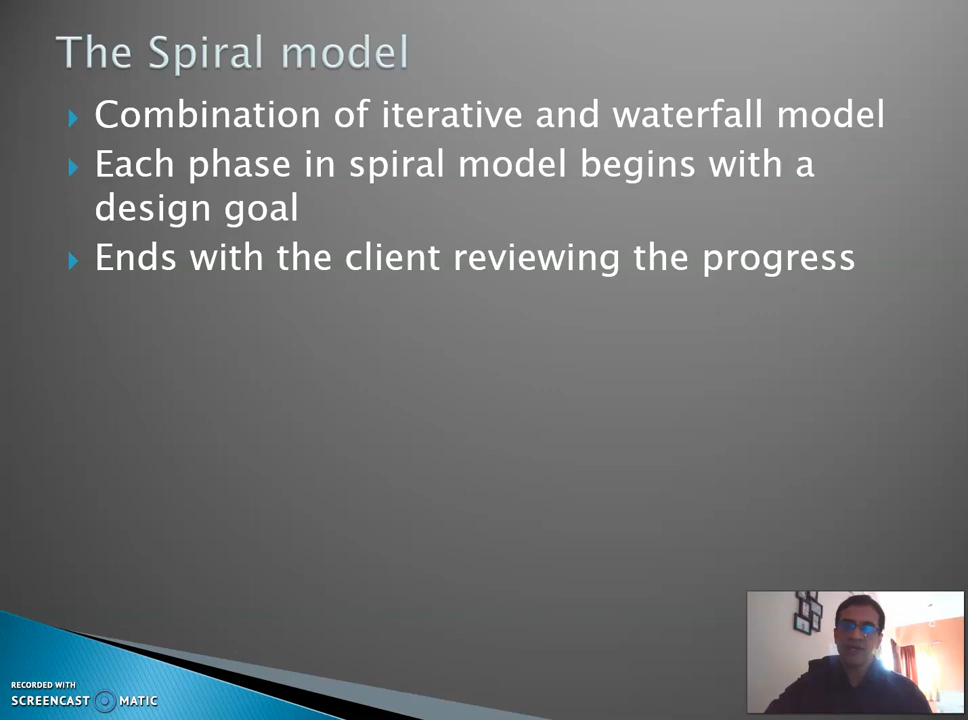 The Spiral model
Combination of iterative and waterfall model
Each phase in spiral model begins with a
design goal
Ends with the client reviewing the progress
RECORDED WITH
SCREENCAST MATIC